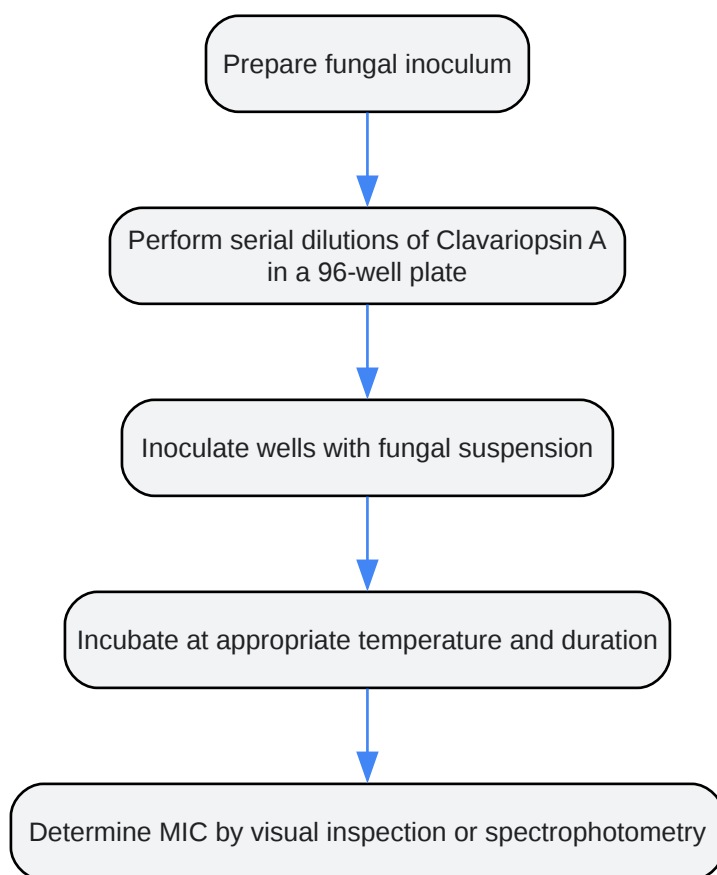 Prepare fungal inoculum
Perform serial dilutions of Clavariopsin A
in a 96-well plate
Inoculate wells with fungal suspension
Incubate at appropriate temperature and duration
Determine MIC by visual inspection or spectrophotometry